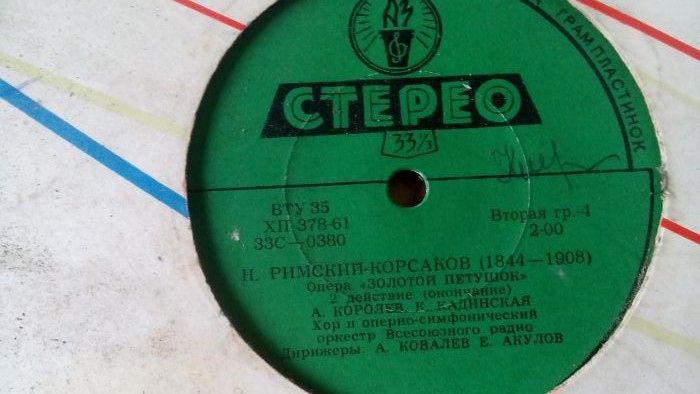 АЗ
ГРАМПЛАСТИНОК
СТЕРЕО
33⅓
ВТУ 35
ХП 378-61
33С—0380
Вторая гр.-4
2-00
Н. РИМСКИЙ-КОРСАКОВ (1844—1908)
Опера «ЗОЛОТОЙ ПЕТУШОК»
2 действие (окончание)
А. КОРОЛЕВ, К. КАДИНСКАЯ
Хор и оперно-симфонический
оркестр Всесоюзного радио
Дирижеры: А. КОВАЛЕВ Е. АКУЛОВ